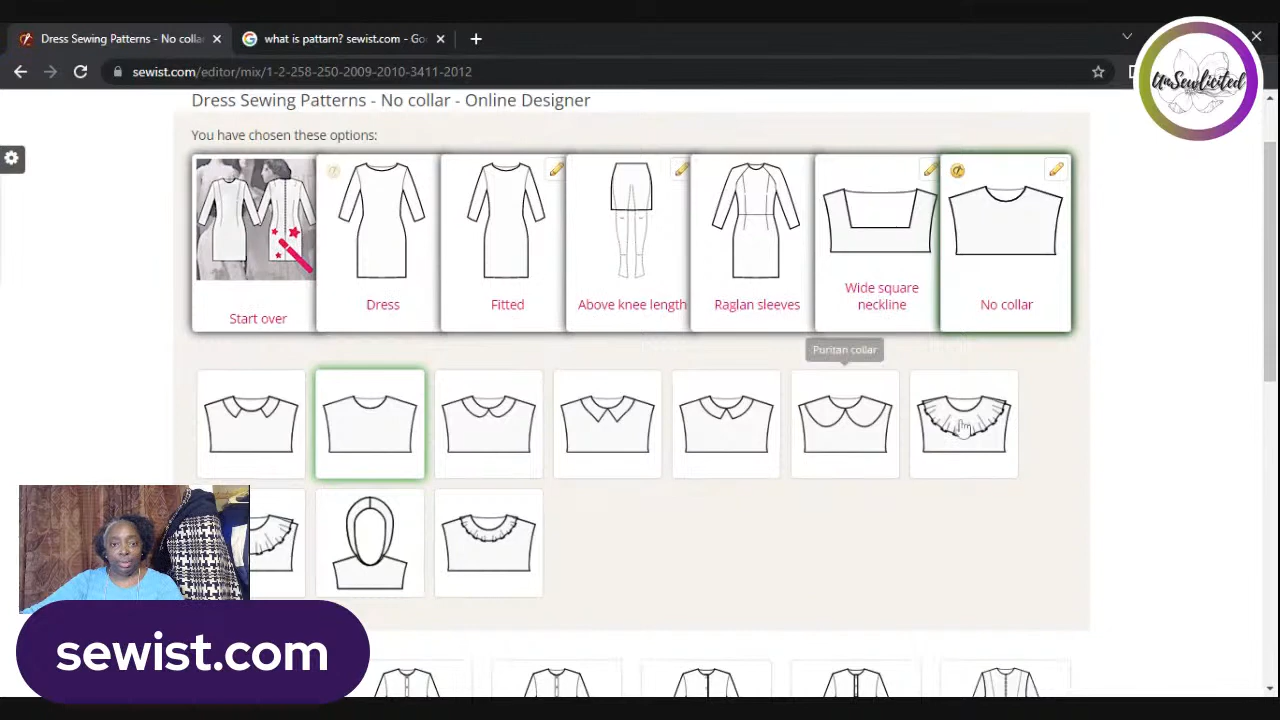 Dress Sewing Patterns - No colla
what is pattarn? sewist.com - Go
sewist.com/editor/mix/1-2-258-250-2009-2010-3411-2012
UnSewlicited
Dress Sewing Patterns - No collar - Online Designer
You have chosen these options:
Start over
Dress
Fitted
Above knee length
Raglan sleeves
Wide square
neckline
No collar
Puritan collar
sewist.com